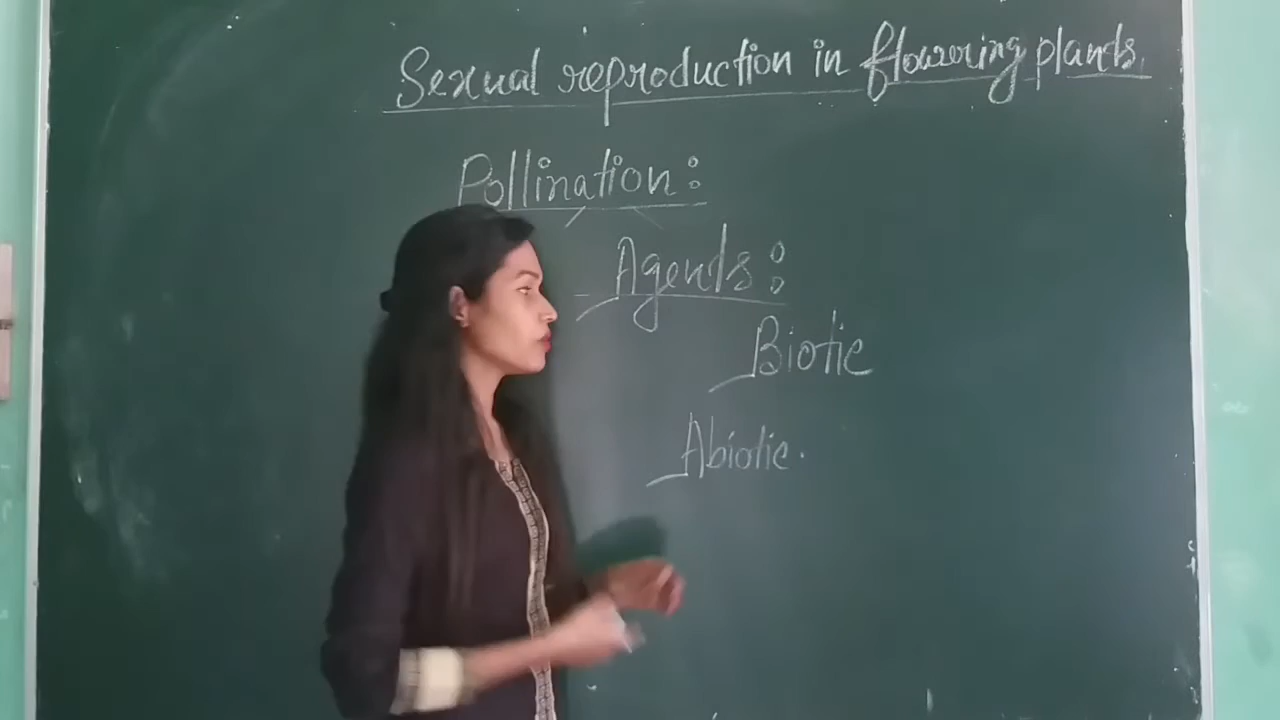 Sexual reproduction in flowering plants
Pollination:
Agents:
Biotic
Abiotic.